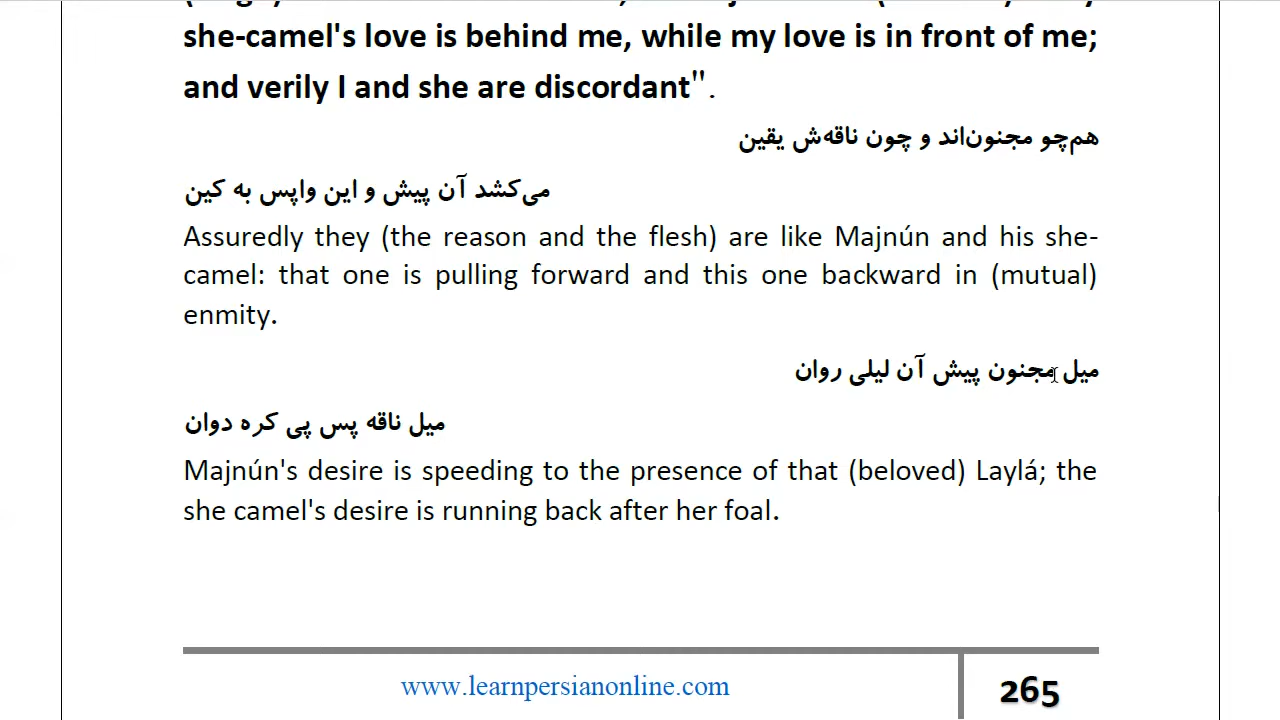 she-camel's love is behind me, while my love is in front of me;
and verily I and she are discordant".
هم‌چو مجنون‌اند و چون ناقه‌ش یقین
می‌کشد آن پیش و این واپس به کین
Assuredly they (the reason and the flesh) are like Majnún and his she-
camel: that one is pulling forward and this one backward in (mutual)
enmity.
میل مجنون پیش آن لیلی روان
میل ناقه پس پی کره دوان
Majnún's desire is speeding to the presence of that (beloved) Laylá; the
she camel's desire is running back after her foal.
www.learnpersianonline.com
265